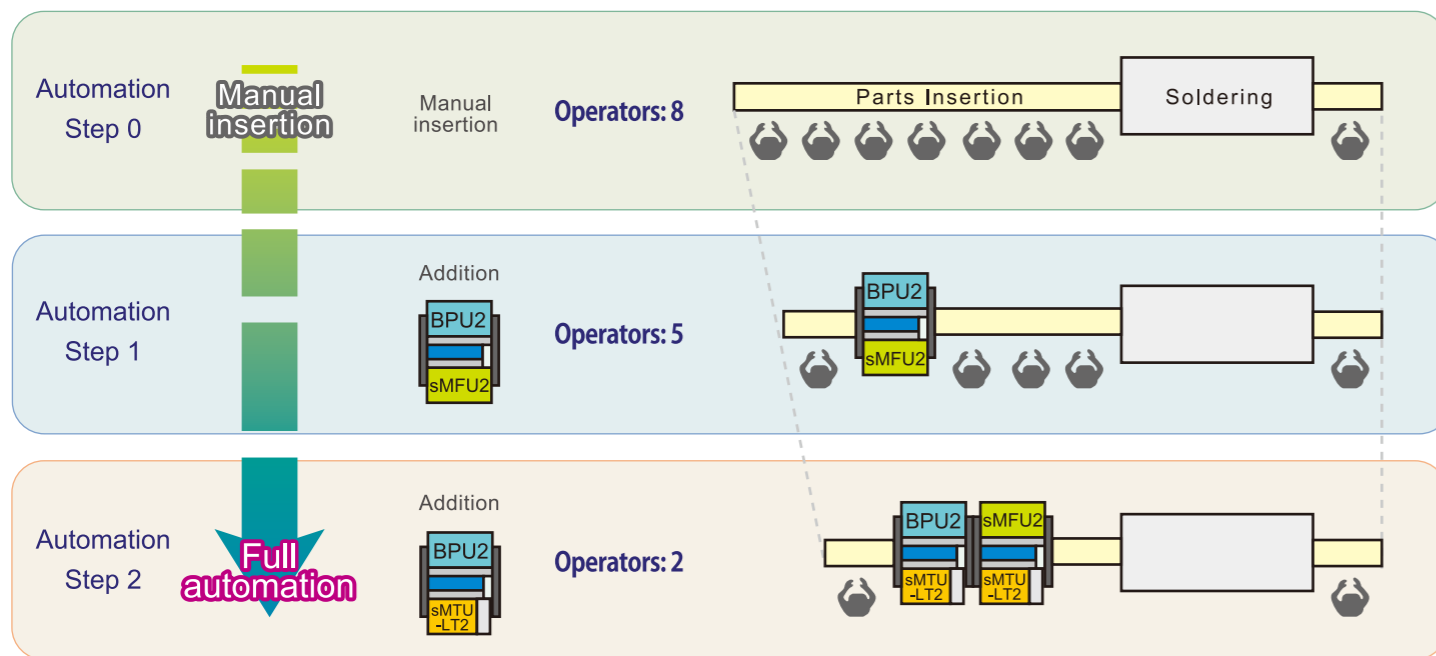 Automation
Step 0
Manual
insertion
Manual
insertion
Operators: 8
Parts Insertion
Soldering
Automation
Step 1
Addition
BPU2
sMFU2
Operators: 5
BPU2
sMFU2
Automation
Step 2
Full
automation
Addition
BPU2
sMTU
-LT2
Operators: 2
BPU2
sMTU
-LT2
sMFU2
sMTU
-LT2